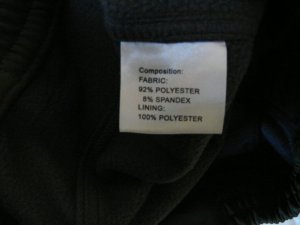 Composition:
FABRIC:
92% POLYESTER
8% SPANDEX
LINING:
100% POLYESTER